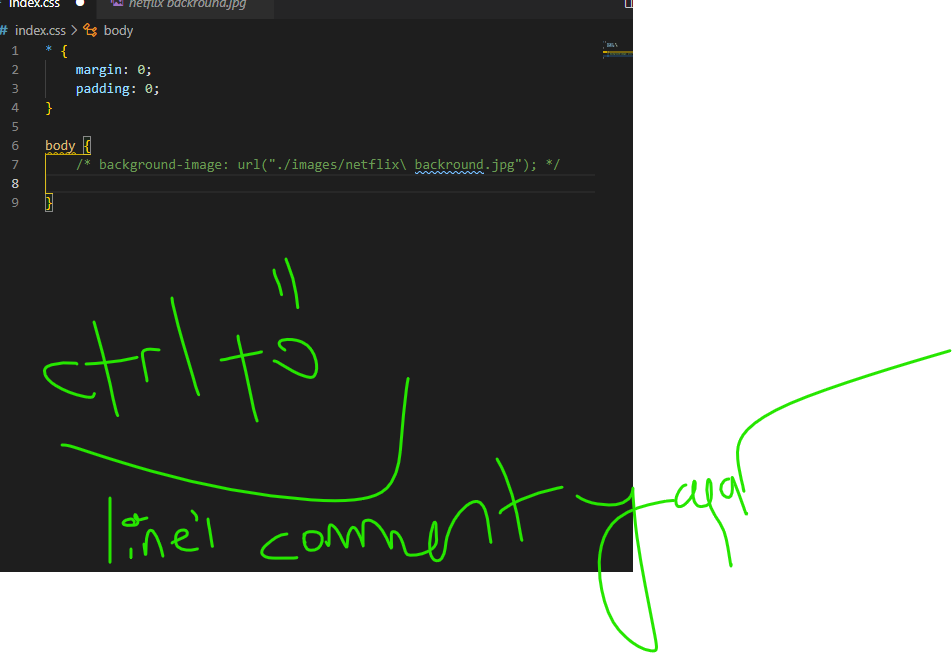 index.css ● netflix backround.jpg
# index.css > body
1 * {
2 margin: 0;
3 padding: 0;
4 }
5
6 body {
7 /* background-image: url("./images/netflix\ backround.jpg"); */
8
9 }
ctrl + ö
line'ı comment
yapar